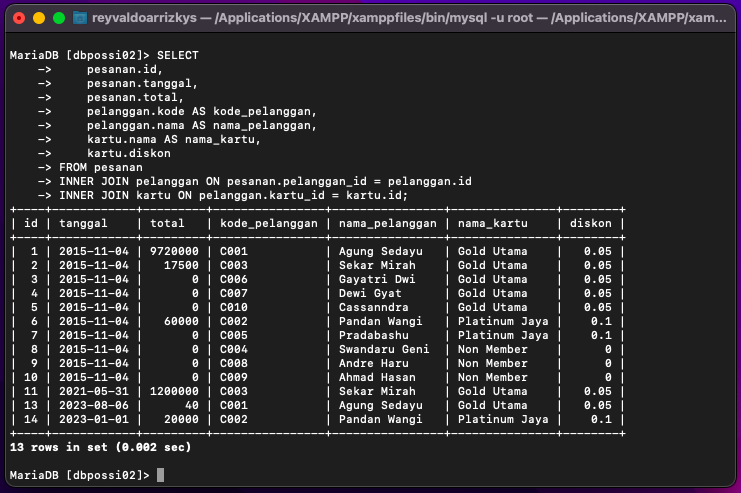 reyvaldoarrizkys — /Applications/XAMPP/xamppfiles/bin/mysql -u root — /Applications/XAMPP/xam...
MariaDB [dbpossi02]> SELECT
    ->     pesanan.id,
    ->     pesanan.tanggal,
    ->     pesanan.total,
    ->     pelanggan.kode AS kode_pelanggan,
    ->     pelanggan.nama AS nama_pelanggan,
    ->     kartu.nama AS nama_kartu,
    ->     kartu.diskon
    -> FROM pesanan
    -> INNER JOIN pelanggan ON pesanan.pelanggan_id = pelanggan.id
    -> INNER JOIN kartu ON pelanggan.kartu_id = kartu.id;
+----+------------+---------+----------------+----------------+---------------+--------+
| id | tanggal    | total   | kode_pelanggan | nama_pelanggan | nama_kartu    | diskon |
+----+------------+---------+----------------+----------------+---------------+--------+
|  1 | 2015-11-04 | 9720000 | C001           | Agung Sedayu   | Gold Utama    |   0.05 |
|  2 | 2015-11-04 |   17500 | C003           | Sekar Mirah    | Gold Utama    |   0.05 |
|  3 | 2015-11-04 |       0 | C006           | Gayatri Dwi    | Gold Utama    |   0.05 |
|  4 | 2015-11-04 |       0 | C007           | Dewi Gyat      | Gold Utama    |   0.05 |
|  5 | 2015-11-04 |       0 | C010           | Cassanndra     | Gold Utama    |   0.05 |
|  6 | 2015-11-04 |   60000 | C002           | Pandan Wangi   | Platinum Jaya |    0.1 |
|  7 | 2015-11-04 |       0 | C005           | Pradabashu     | Platinum Jaya |    0.1 |
|  8 | 2015-11-04 |       0 | C004           | Swandaru Geni  | Non Member    |      0 |
|  9 | 2015-11-04 |       0 | C008           | Andre Haru     | Non Member    |      0 |
| 10 | 2015-11-04 |       0 | C009           | Ahmad Hasan    | Non Member    |      0 |
| 11 | 2021-05-31 | 1200000 | C003           | Sekar Mirah    | Gold Utama    |   0.05 |
| 13 | 2023-08-06 |      40 | C001           | Agung Sedayu   | Gold Utama    |   0.05 |
| 14 | 2023-01-01 |   20000 | C002           | Pandan Wangi   | Platinum Jaya |    0.1 |
+----+------------+---------+----------------+----------------+---------------+--------+
13 rows in set (0.002 sec)
MariaDB [dbpossi02]>